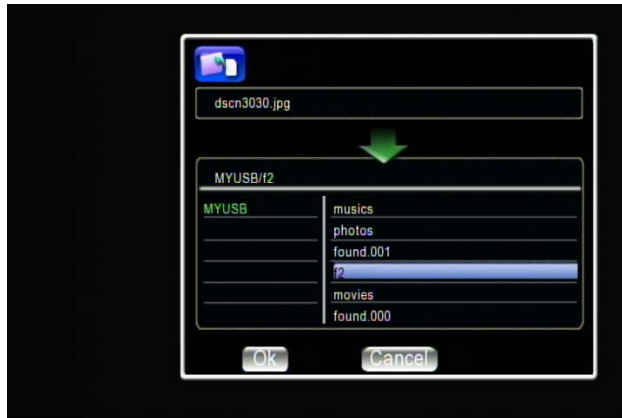 dscn3030.jpg
MYUSB/f2
MYUSB
musics
photos
found.001
f2
movies
found.000
Ok
Cancel